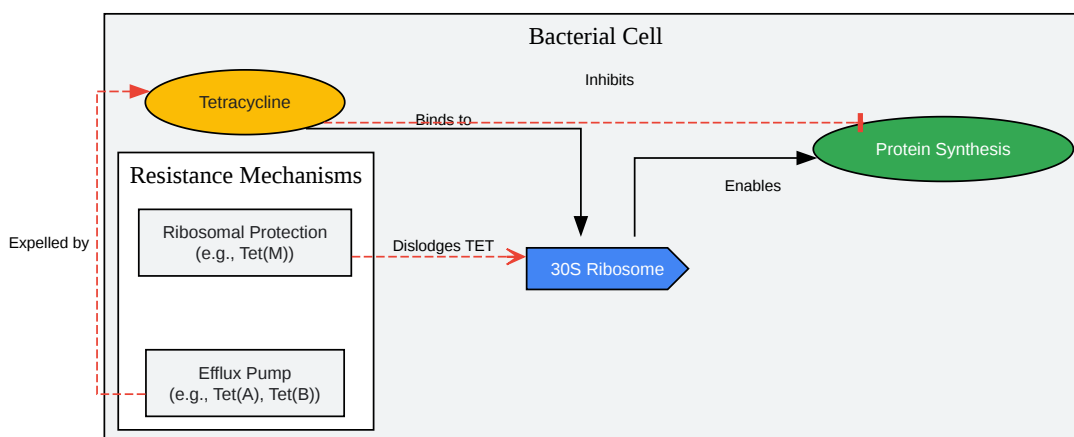 Bacterial Cell
Inhibits
Tetracycline
Binds to
Protein Synthesis
Resistance Mechanisms
Enables
Ribosomal Protection
(e.g., Tet(M))
Expelled by
Dislodges TET
30S Ribosome
Efflux Pump
(e.g., Tet(A), Tet(B))